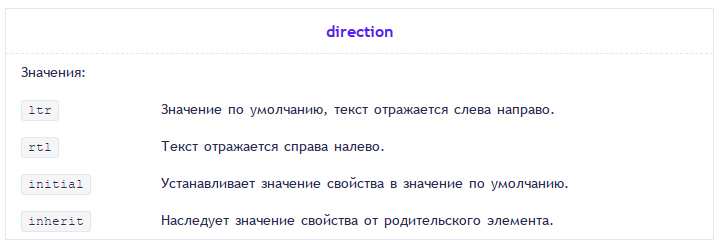 direction
Значения:
ltr Значение по умолчанию, текст отражается слева направо.
rtl Текст отражается справа налево.
initial Устанавливает значение свойства в значение по умолчанию.
inherit Наследует значение свойства от родительского элемента.